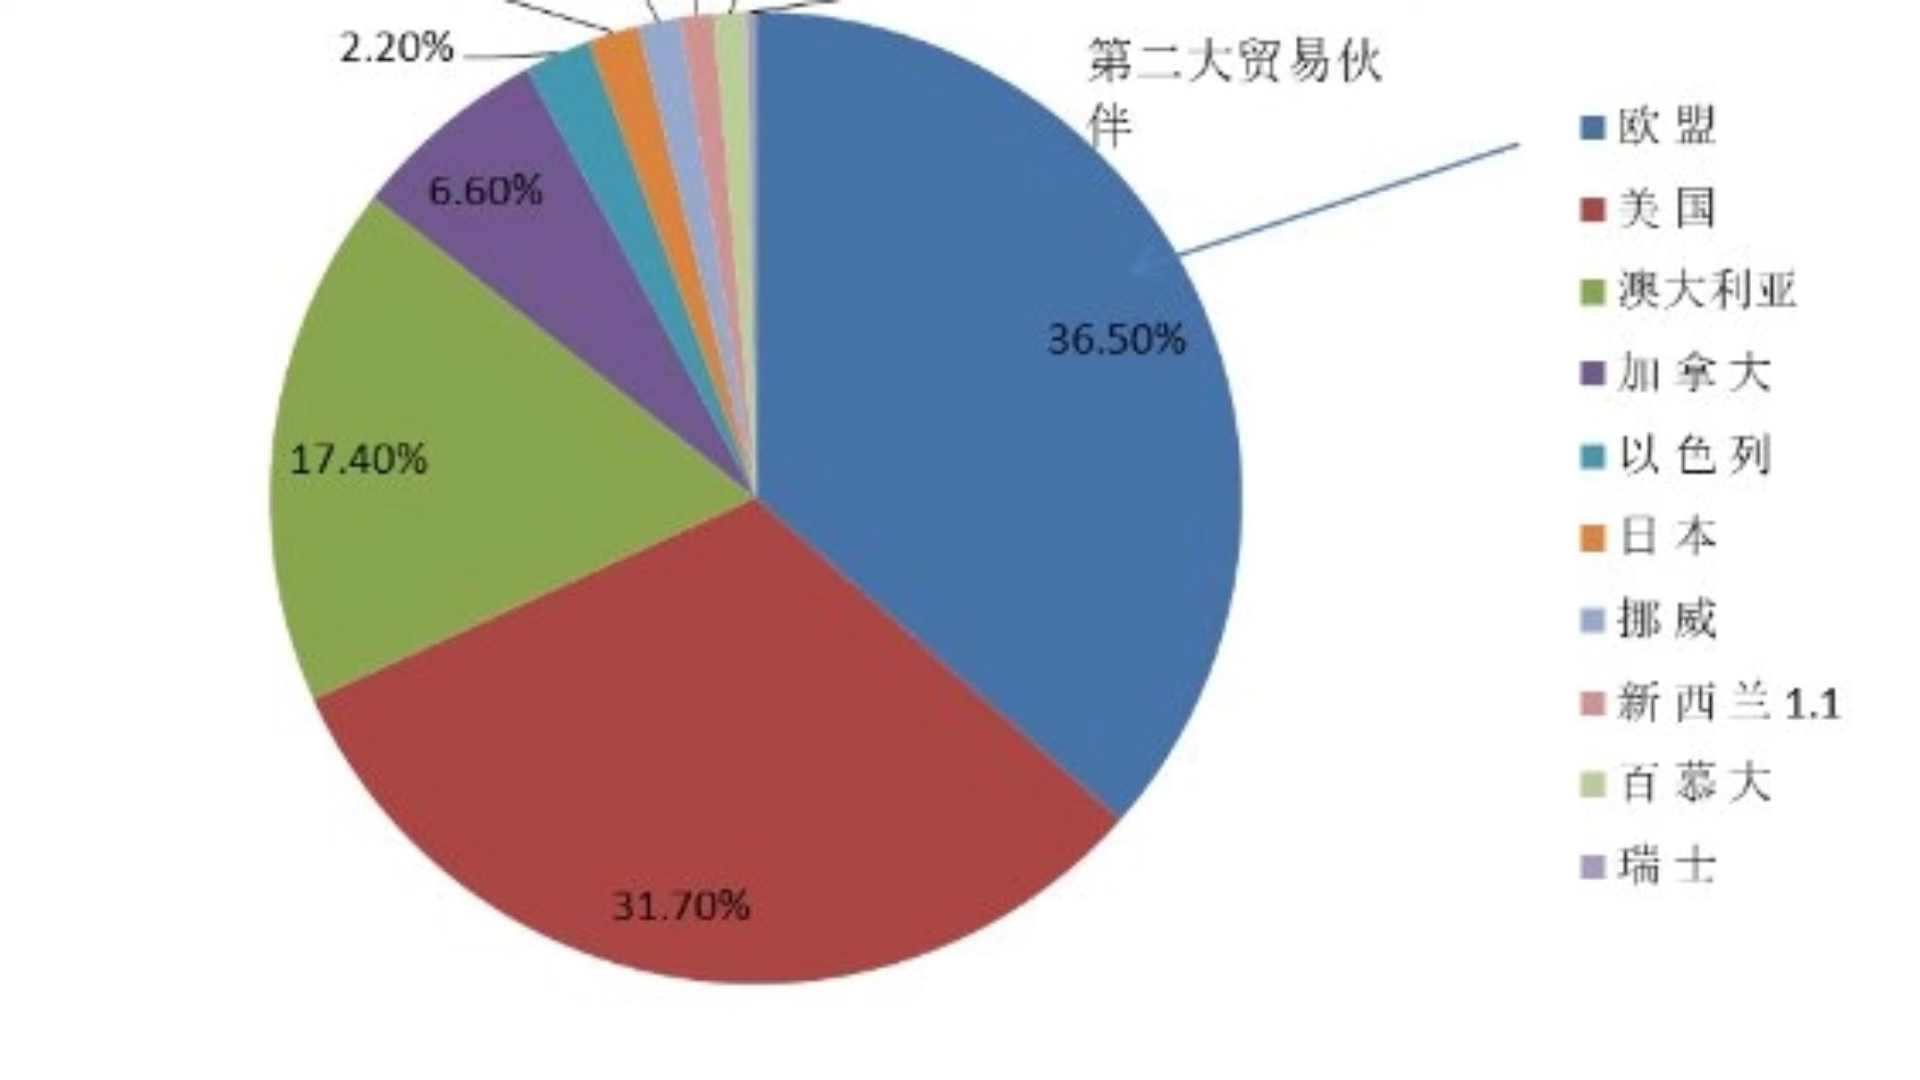 2.20%
第二大贸易伙
伴
6.60%
36.50%
17.40%
31.70%
欧盟
美国
澳大利亚
加拿大
以色列
日本
挪威
新西兰1.1
百慕大
瑞士